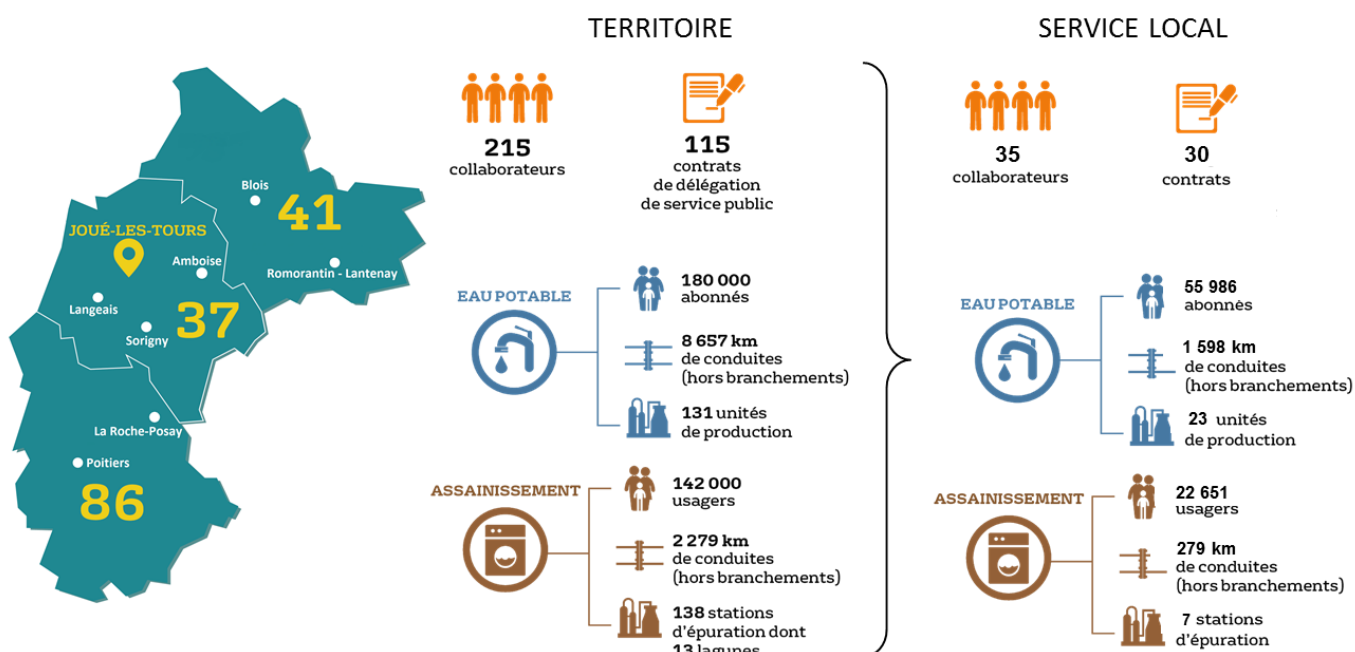 TERRITOIRE
SERVICE LOCAL
Blois
41
JOUÉ-LES-TOURS
Amboise
Romorantin - Lantenay
Langeais
37
Sorigny
La Roche-Posay
Poitiers
86
215
collaborateurs
115
contrats
de délégation
de service public
EAU POTABLE
180 000
abonnés
8 657 km
de conduites
(hors branchements)
131 unités
de production
ASSAINISSEMENT
142 000
usagers
2 279 km
de conduites
(hors branchements)
138 stations
d'épuration dont
13 lagunes
35
collaborateurs
30
contrats
EAU POTABLE
55 986
abonnés
1 598 km
de conduites
(hors branchements)
23 unités
de production
ASSAINISSEMENT
22 651
usagers
279 km
de conduites
(hors branchements)
7 stations
d'épuration